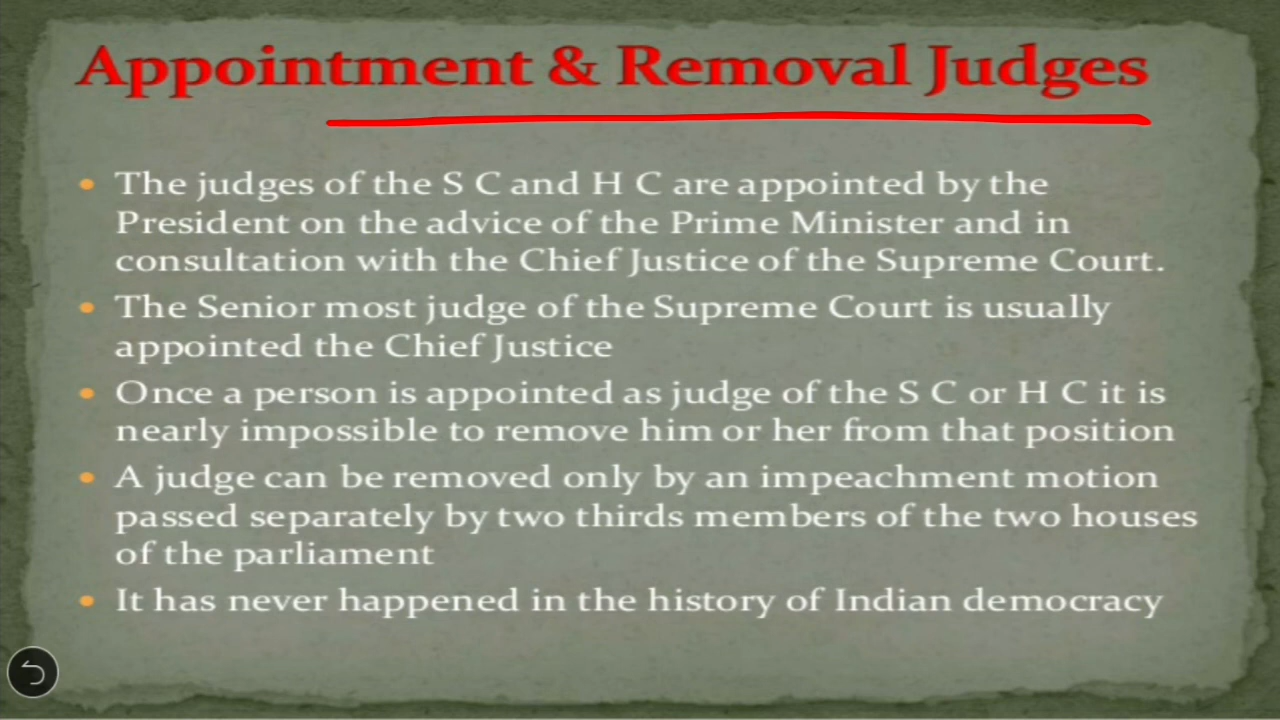 Appointment & Removal Judges
• The judges of the S C and H C are appointed by the
President on the advice of the Prime Minister and in
consultation with the Chief Justice of the Supreme Court.
• The Senior most judge of the Supreme Court is usually
appointed the Chief Justice
• Once a person is appointed as judge of the S C or H C it is
nearly impossible to remove him or her from that position
• A judge can be removed only by an impeachment motion
passed separately by two thirds members of the two houses
of the parliament
• It has never happened in the history of Indian democracy